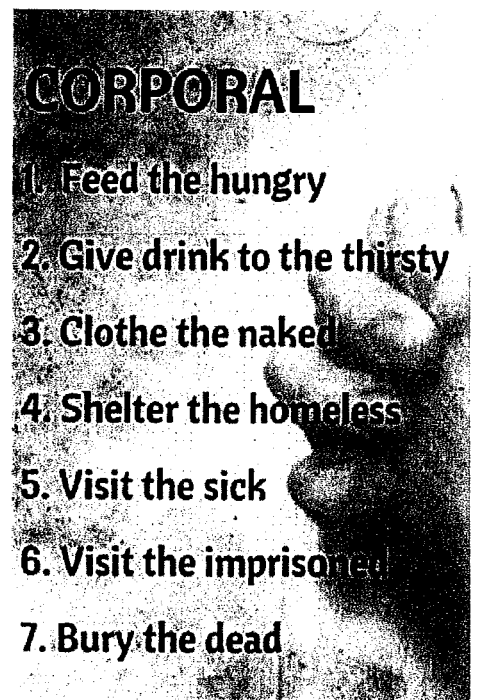 CORPORAL
1. Feed the hungry
2. Give drink to the thirsty
3. Clothe the naked
4. Shelter the homeless
5. Visit the sick
6. Visit the imprisoned
7. Bury the dead